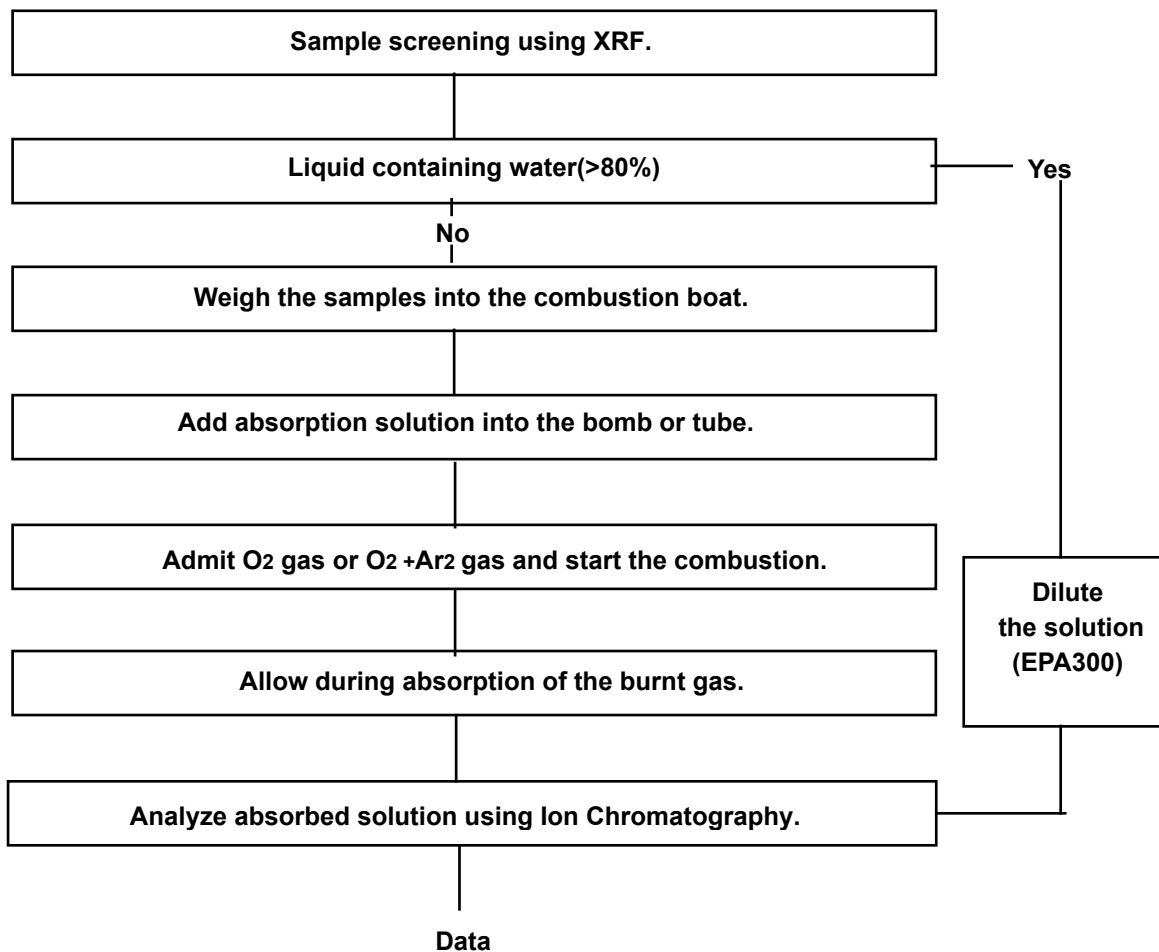 Sample screening using XRF.
Liquid containing water(>80%)
Yes
No
Weigh the samples into the combustion boat.
Add absorption solution into the bomb or tube.
Admit O2 gas or O2 +Ar2 gas and start the combustion.
Dilute
the solution
(EPA300)
Allow during absorption of the burnt gas.
Analyze absorbed solution using Ion Chromatography.
Data